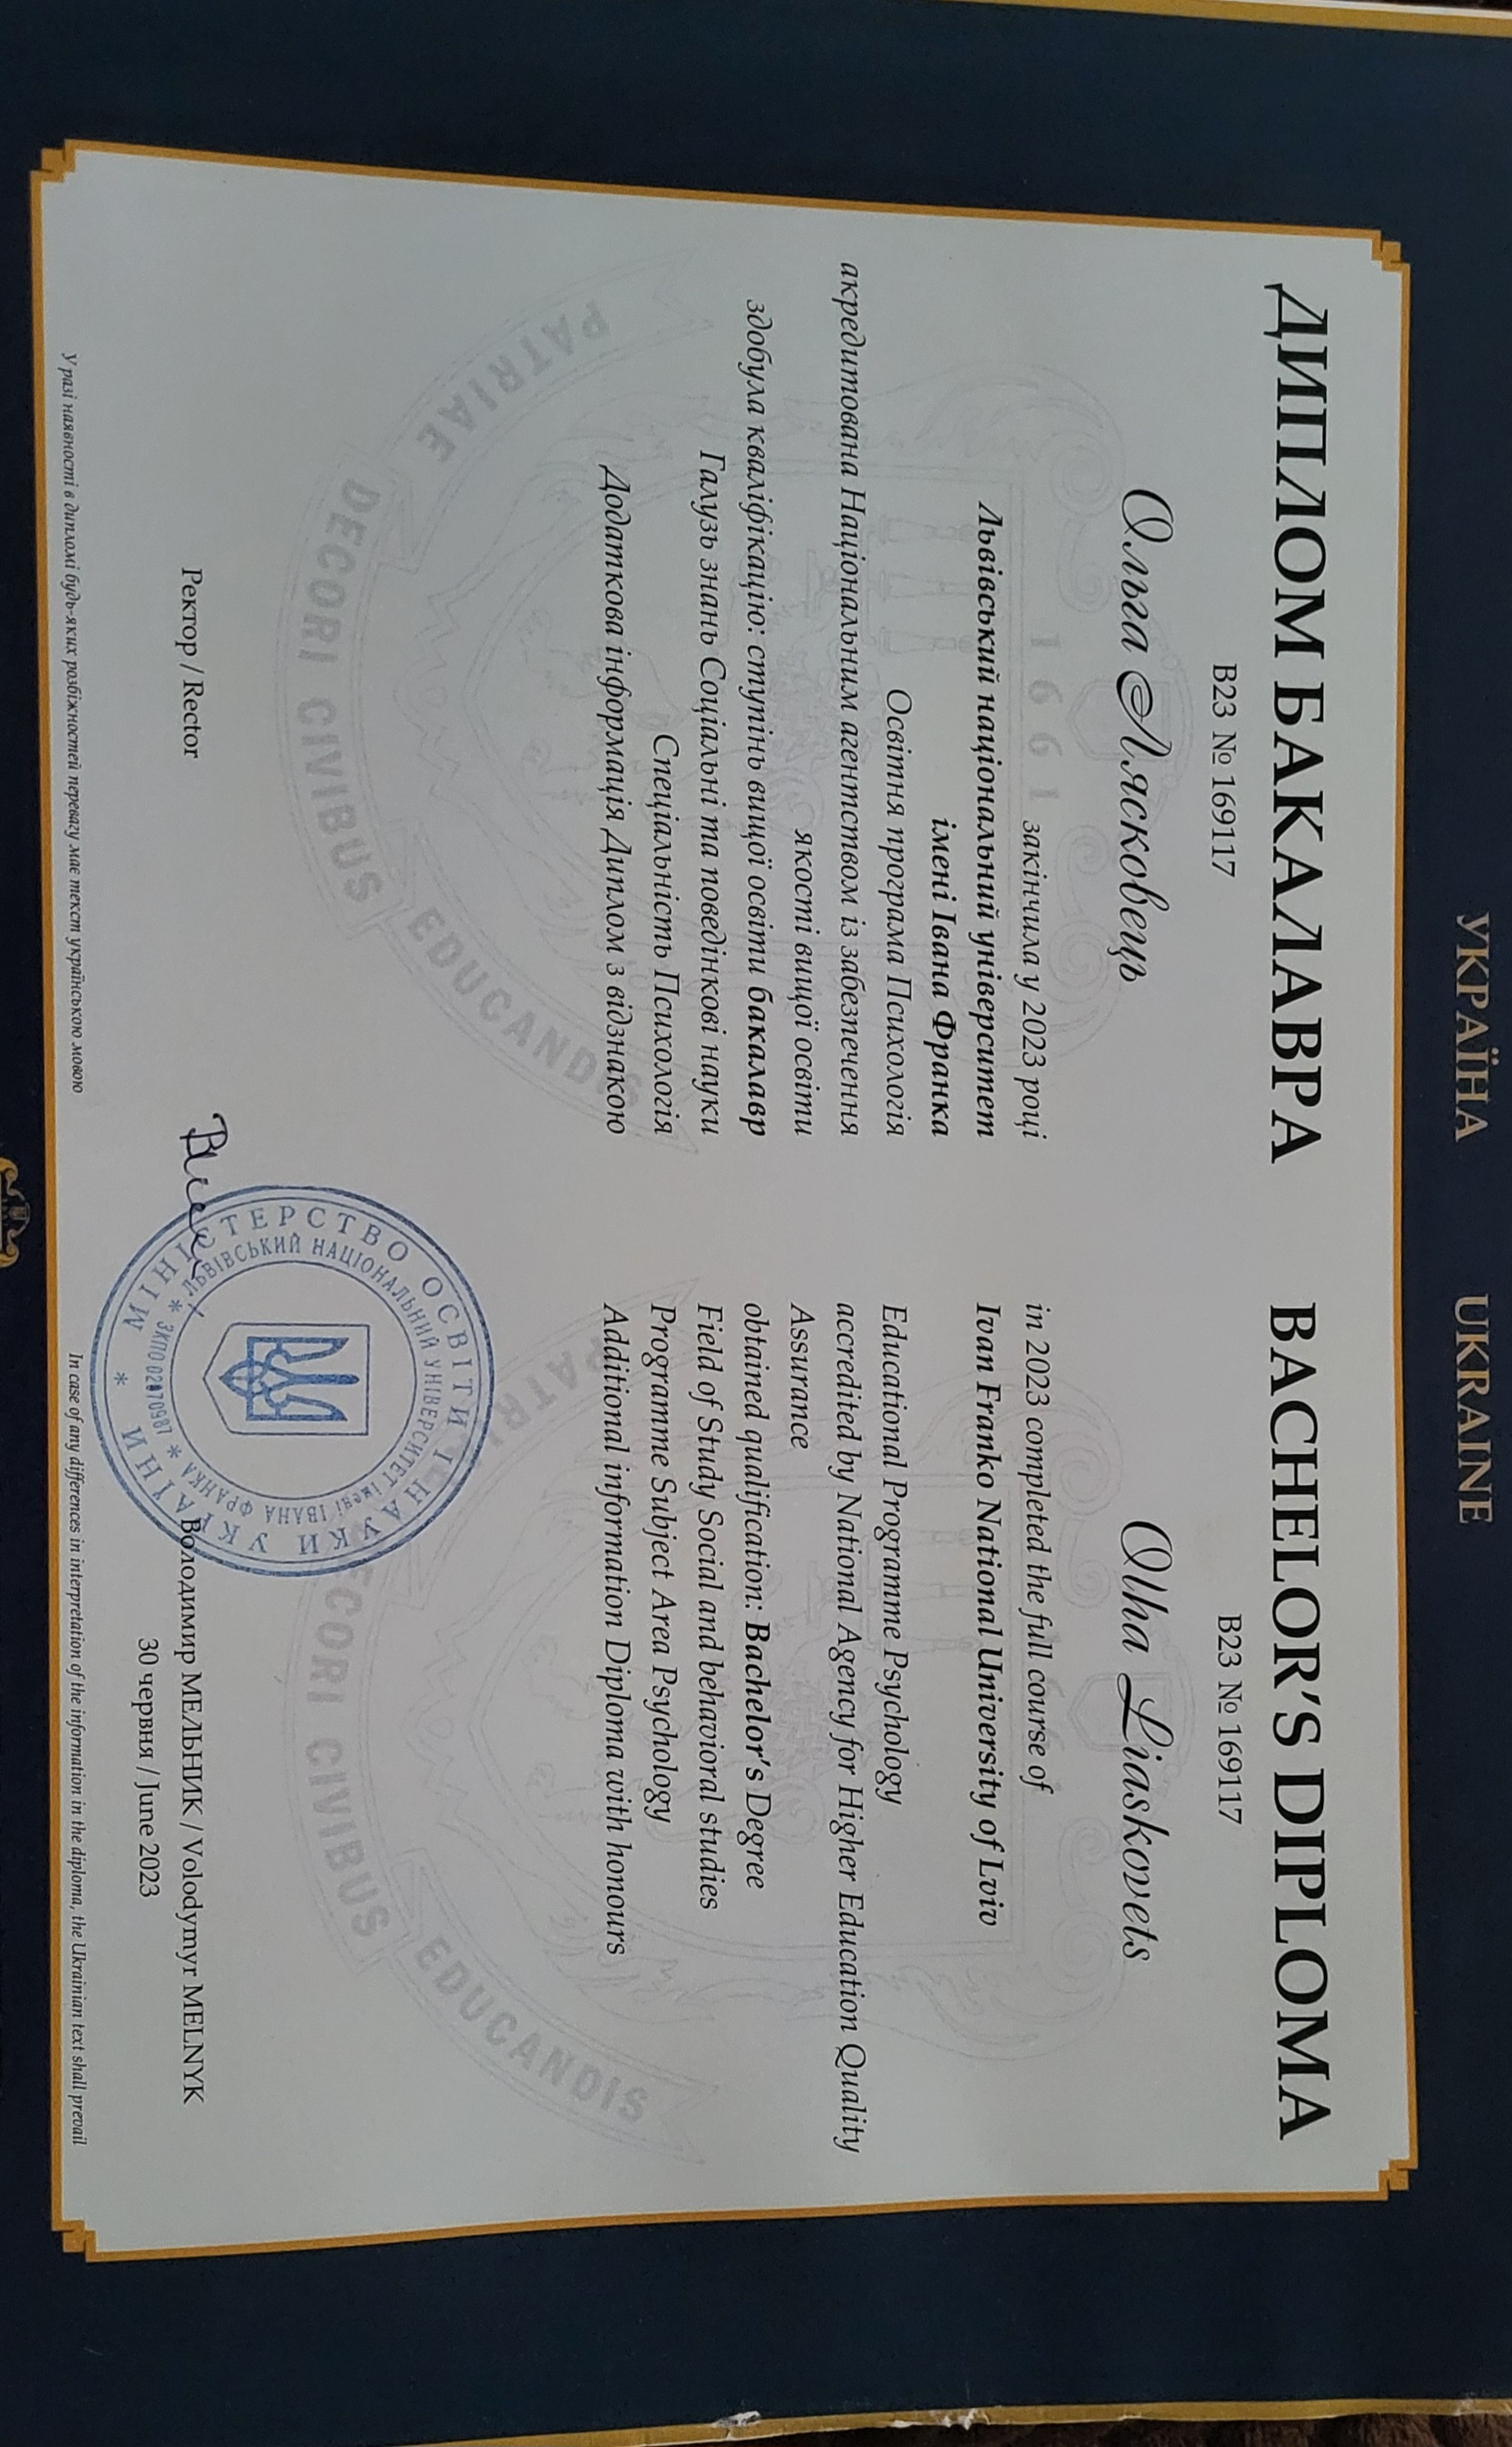 УКРАЇНА
UKRAINE
ДИПЛОМ БАКАЛАВРА
B23 № 169117
Ольга Лясковець
закінчила у 2023 році
Львівський національний університет
імені Івана Франка
Освітня програма Психологія
акредитована Національним агентством із забезпечення
якості вищої освіти
здобула кваліфікацію: ступінь вищої освіти бакалавр
Галузь знань Соціальні та поведінкові науки
Спеціальність Психологія
Додаткова інформація Диплом з відзнакою
BACHELOR'S DIPLOMA
B23 № 169117
Olha Liaskovets
in 2023 completed the full course of
Ivan Franko National University of Lviv
Educational Programme Psychology
accredited by National Agency for Higher Education Quality
Assurance
obtained qualification: Bachelor's Degree
Field of Study Social and behavioral studies
Programme Subject Area Psychology
Additional information Diploma with honours
1661
PATRIAE DECORI CIVIBUS EDUCANDIS
PATRIAE DECORI CIVIBUS EDUCANDIS
Ректор / Rector
МІНІСТЕРСТВО ОСВІТИ І НАУКИ УКРАЇНИ *
ЛЬВІВСЬКИЙ НАЦІОНАЛЬНИЙ УНІВЕРСИТЕТ імені ІВАНА ФРАНКА
* ЗКПО 02070987 *
Володимир МЕЛЬНИК / Volodymyr MELNYK
30 червня / June 2023
У разі наявності в дипломі будь-яких розбіжностей перевагу має текст українською мовою
In case of any differences in interpretation of the information in the diploma, the Ukrainian text shall prevail